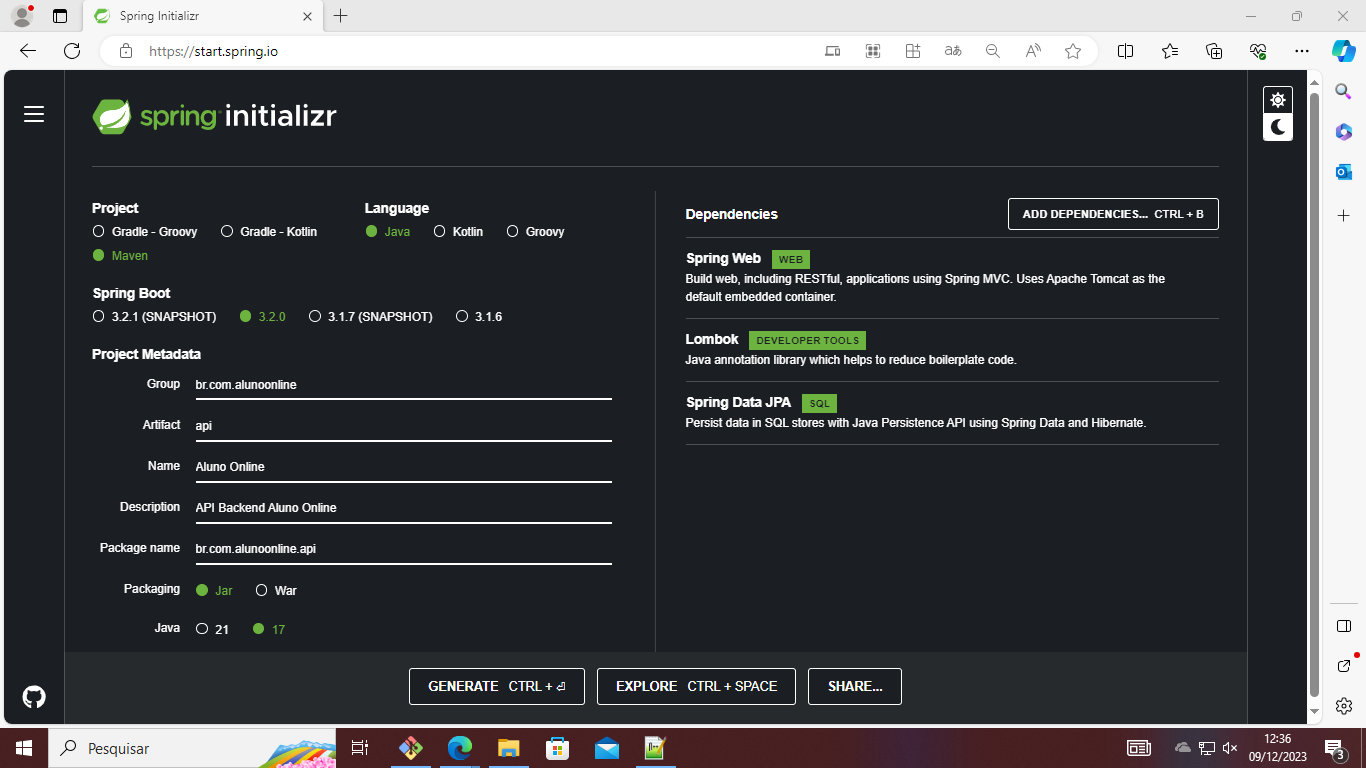 Spring Initializr
https://start.spring.io
spring initializr
Project
Gradle - Groovy Gradle - Kotlin
Maven
Language
Java Kotlin Groovy
Spring Boot
3.2.1 (SNAPSHOT) 3.2.0 3.1.7 (SNAPSHOT) 3.1.6
Project Metadata
Group br.com.alunoonline
Artifact api
Name Aluno Online
Description API Backend Aluno Online
Package name br.com.alunoonline.api
Packaging Jar War
Java 21 17
Dependencies ADD DEPENDENCIES... CTRL + B
Spring Web WEB
Build web, including RESTful, applications using Spring MVC. Uses Apache Tomcat as the
default embedded container.
Lombok DEVELOPER TOOLS
Java annotation library which helps to reduce boilerplate code.
Spring Data JPA SQL
Persist data in SQL stores with Java Persistence API using Spring Data and Hibernate.
GENERATE CTRL + ⏎ EXPLORE CTRL + SPACE SHARE...
Pesquisar
12:36
09/12/2023
3